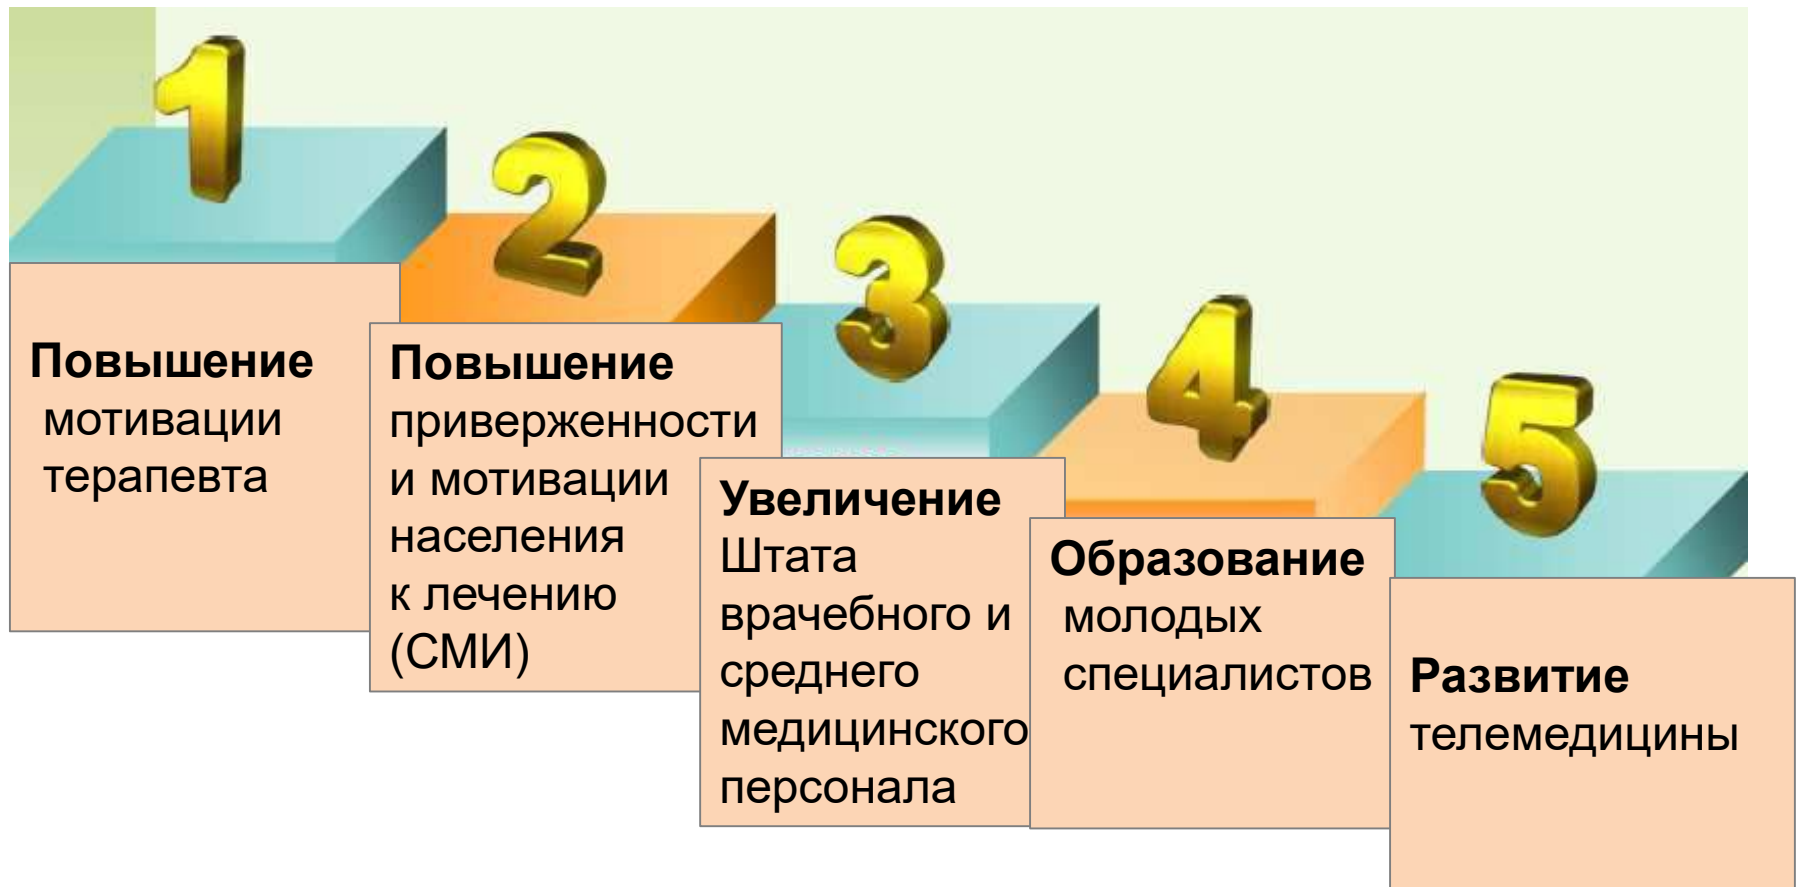 1
Повышение
мотивации
терапевта
2
Повышение
приверженности
и мотивации
населения
к лечению
(СМИ)
3
Увеличение
Штата
врачебного и
среднего
медицинского
персонала
4
Образование
молодых
специалистов
5
Развитие
телемедицины